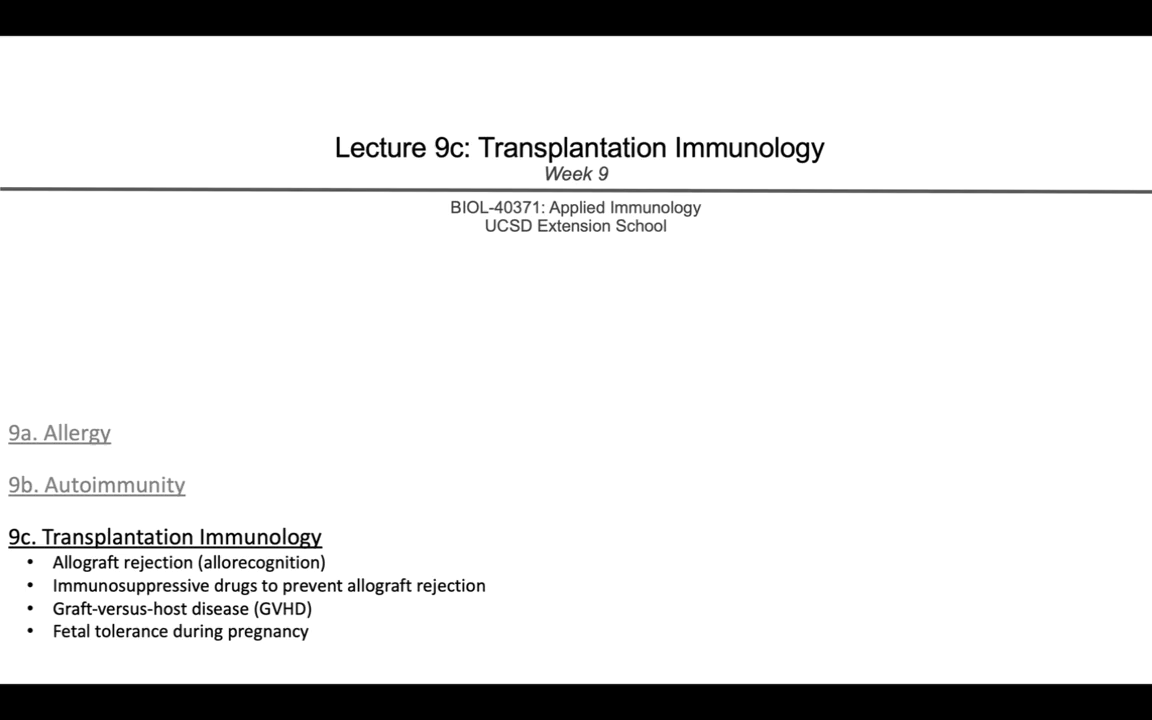 Lecture 9c: Transplantation Immunology
Week 9
BIOL-40371: Applied Immunology
UCSD Extension School
9a. Allergy
9b. Autoimmunity
9c. Transplantation Immunology
• Allograft rejection (allorecognition)
• Immunosuppressive drugs to prevent allograft rejection
• Graft-versus-host disease (GVHD)
• Fetal tolerance during pregnancy